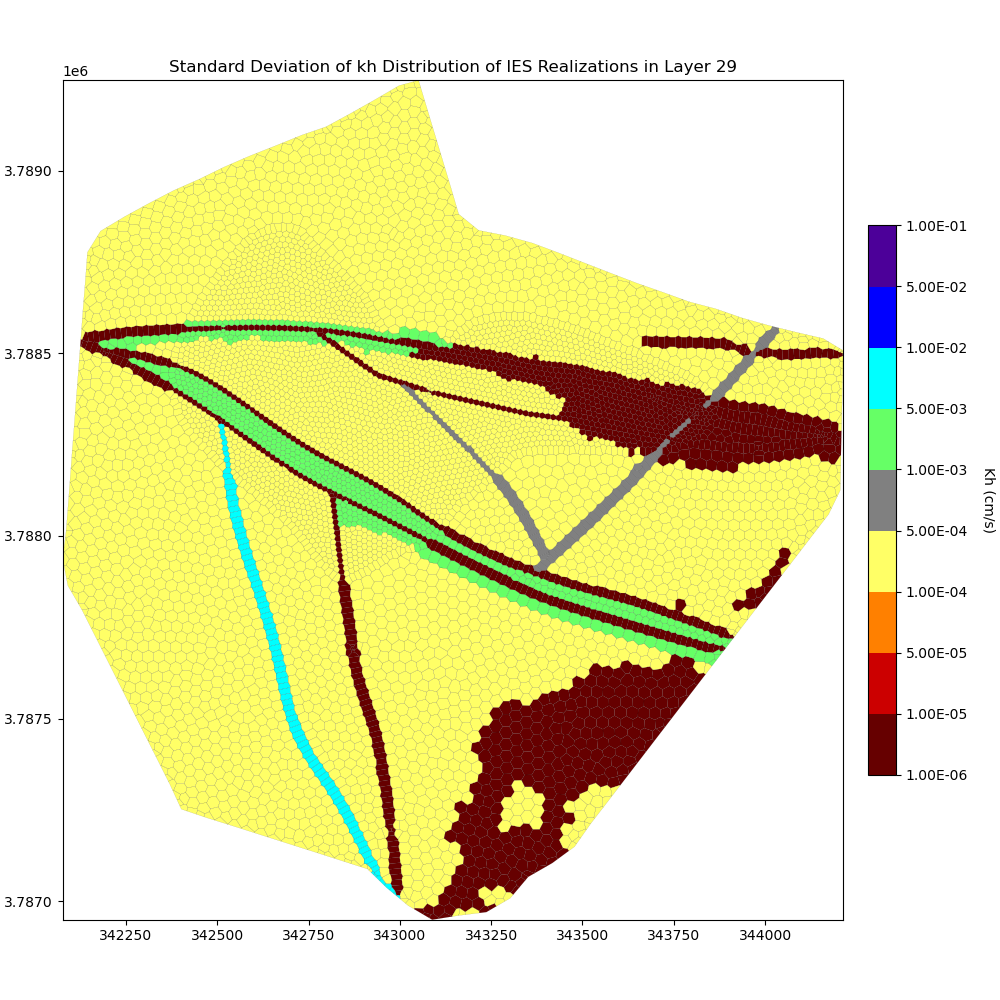 Standard Deviation of kh Distribution of IES Realizations in Layer 29
1e6
3.7890
3.7885
3.7880
3.7875
3.7870
342250 342500 342750 343000 343250 343500 343750 344000
1.00E-01
5.00E-02
1.00E-02
5.00E-03
1.00E-03
5.00E-04
1.00E-04
5.00E-05
1.00E-05
1.00E-06
Kh (cm/s)